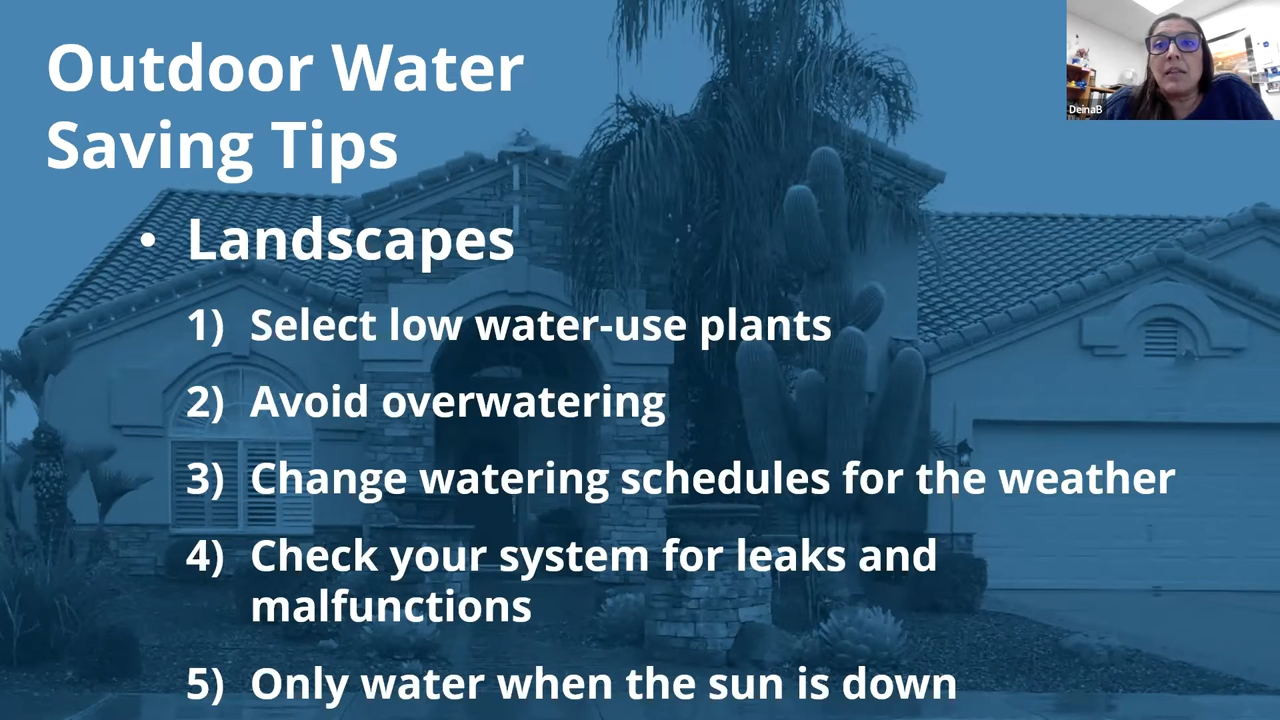 Outdoor Water
Saving Tips
DeinaB
• Landscapes
1) Select low water-use plants
2) Avoid overwatering
3) Change watering schedules for the weather
4) Check your system for leaks and
malfunctions
5) Only water when the sun is down